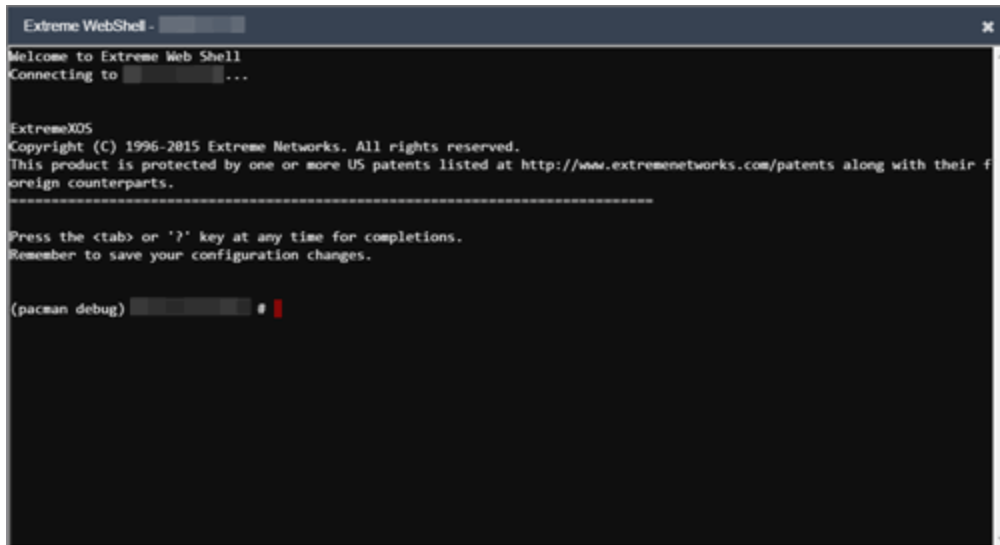 Extreme WebShell -
Welcome to Extreme Web Shell
Connecting to ...
ExtremeXOS
Copyright (C) 1996-2015 Extreme Networks. All rights reserved.
This product is protected by one or more US patents listed at http://www.extremenetworks.com/patents along with their f
oreign counterparts.
==============================================================================
Press the <tab> or '?' key at any time for completions.
Remember to save your configuration changes.
(pacman debug) #